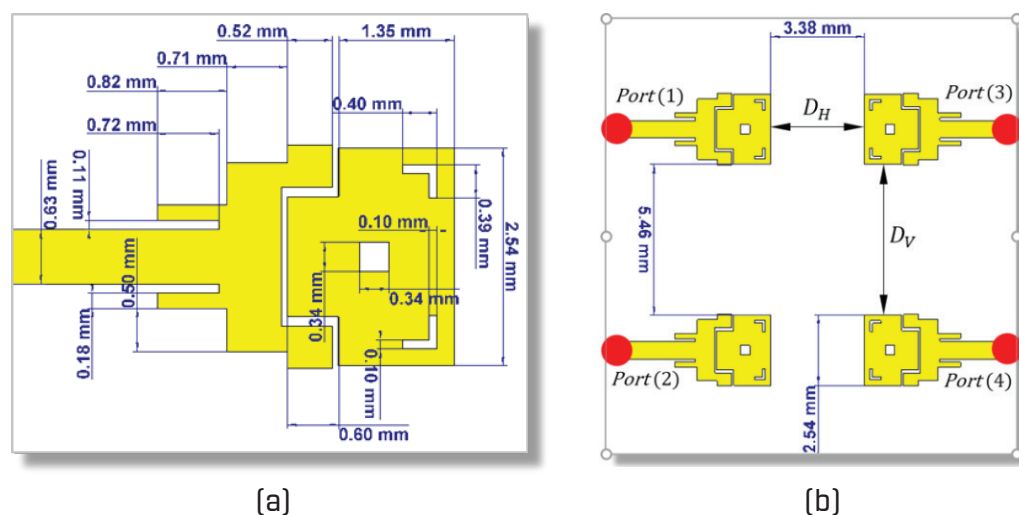 0.52 mm
1.35 mm
0.71 mm
0.82 mm
0.40 mm
0.72 mm
0.11 mm
0.63 mm
0.10 mm
0.39 mm
2.54 mm
0.50 mm
0.34 mm
0.34 mm
0.18 mm
0.10 mm
0.60 mm
(a)
3.38 mm
Port(1)
Port(3)
D_H
5.46 mm
D_V
Port(2)
Port(4)
2.54 mm
(b)